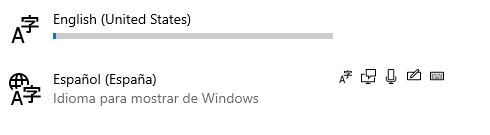 English (United States)
Español (España)
Idioma para mostrar de Windows